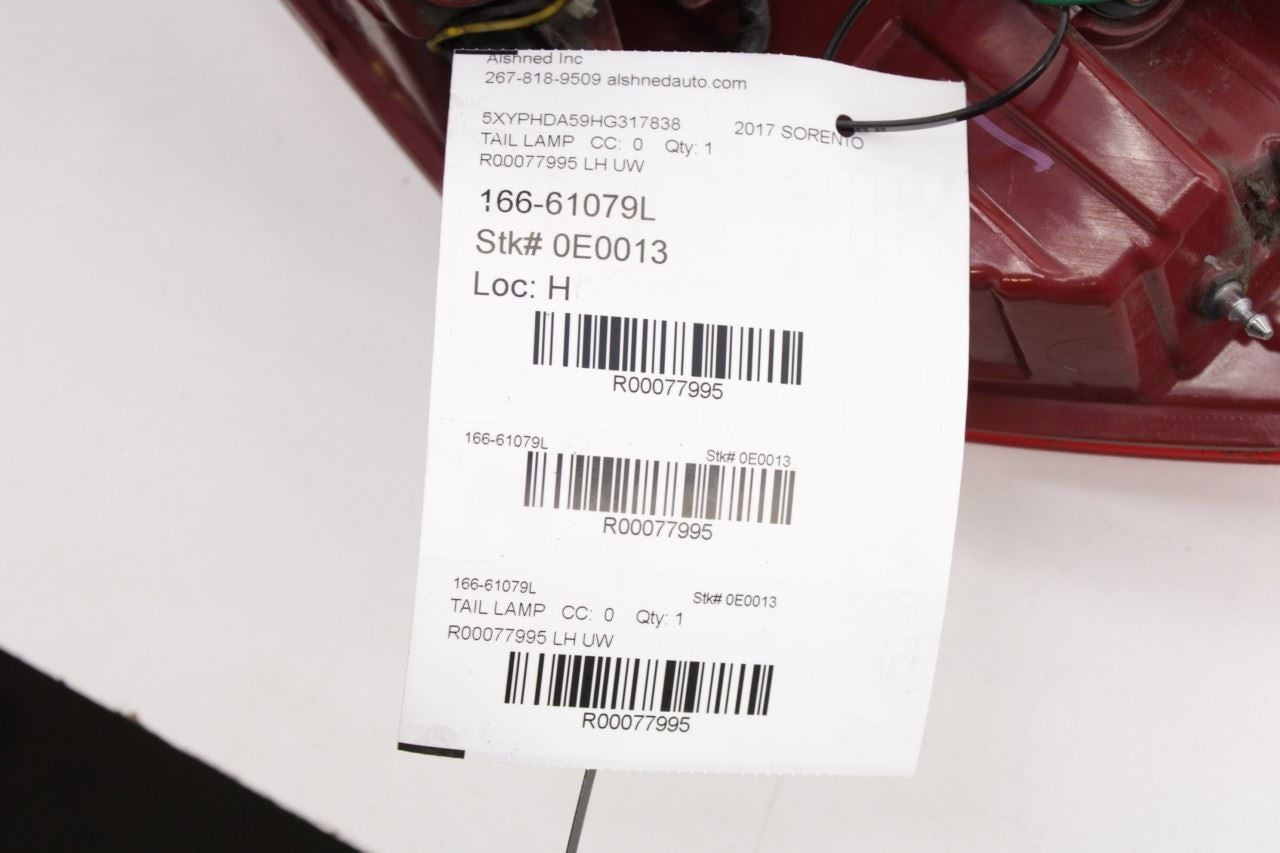 Alshned Inc
267-818-9509 alshnedauto.com
5XYPHDA59HG317838 2017 SORENTO
TAIL LAMP CC: 0 Qty: 1
R00077995 LH UW
166-61079L
Stk# 0E0013
Loc: H
R00077995
166-61079L Stk# 0E0013
R00077995
166-61079L Stk# 0E0013
TAIL LAMP CC: 0 Qty: 1
R00077995 LH UW
R00077995